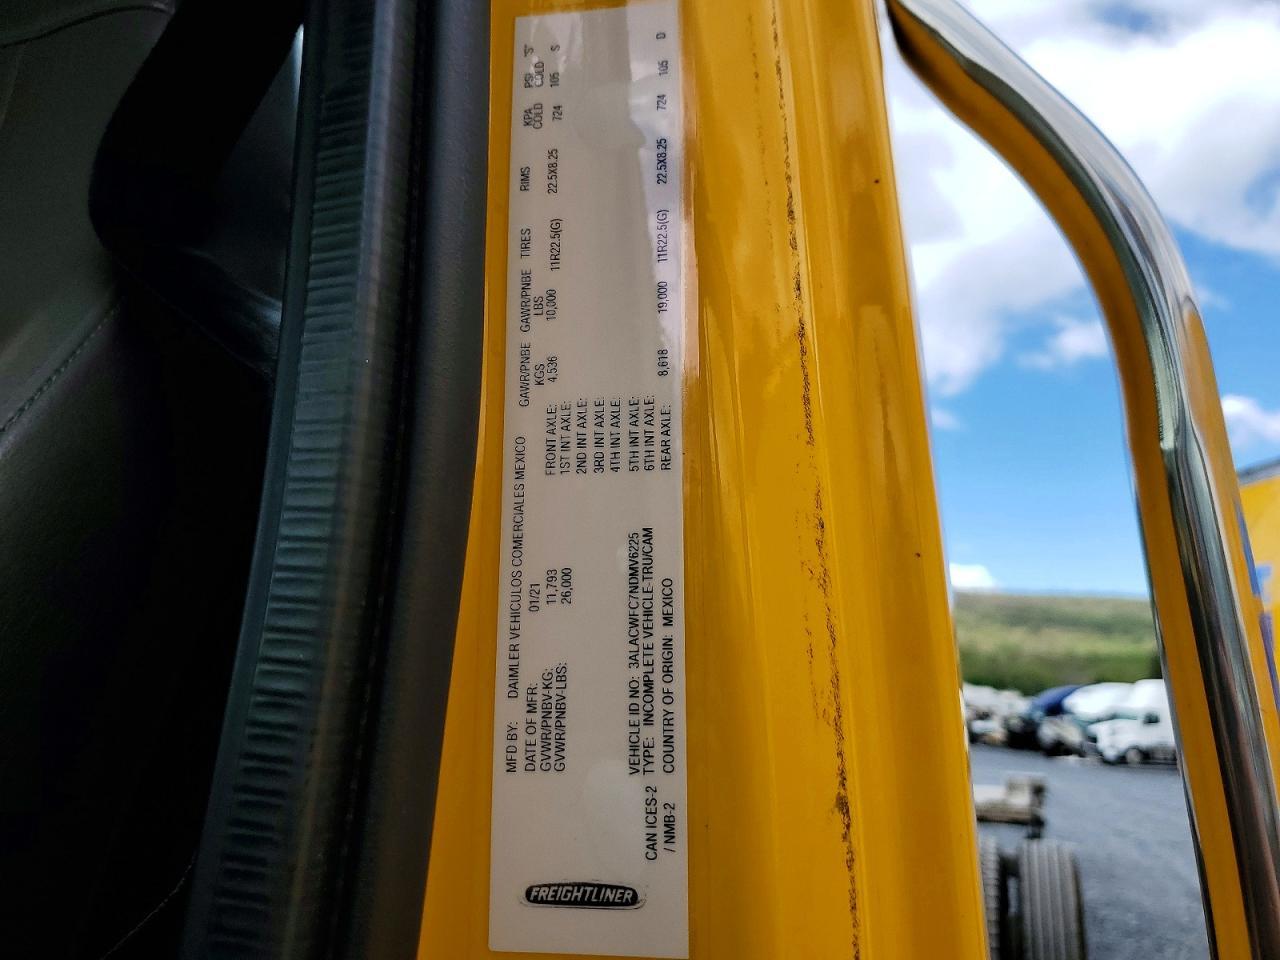 FREIGHTLINER
MFD BY: DAIMLER VEHICULOS COMERCIALES MEXICO
DATE OF MFR: 01/21
GVWR/PNBV-KG: 11,793
GVWR/PNBV-LBS: 26,000
GAWR/PNBE KGS GAWR/PNBE LBS TIRES RIMS KPA COLD PSI COLD "S"
FRONT AXLE: 4,536 10,000 11R22.5(G) 22.5X8.25 724 105 S
1ST INT AXLE:
2ND INT AXLE:
3RD INT AXLE:
4TH INT AXLE:
5TH INT AXLE:
6TH INT AXLE:
REAR AXLE: 8,618 19,000 11R22.5(G) 22.5X8.25 724 105 D
VEHICLE ID NO: 3ALACWFC7NDMV6225
TYPE: INCOMPLETE VEHICLE-TRU/CAM
COUNTRY OF ORIGIN: MEXICO
CAN ICES-2
/ NMB-2